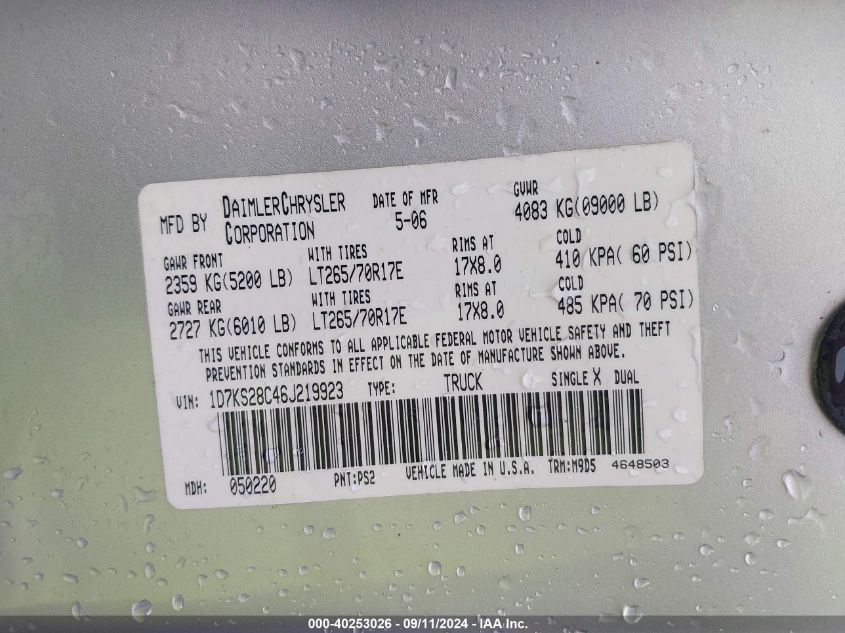 MFD BY DAIMLERCHRYSLER CORPORATION DATE OF MFR 5-06 GVWR 4083 KG(09000 LB)
GAWR FRONT WITH TIRES RIMS AT COLD
2359 KG(5200 LB) LT265/70R17E 17X8.0 410 KPA( 60 PSI)
GAWR REAR WITH TIRES RIMS AT COLD
2727 KG(6010 LB) LT265/70R17E 17X8.0 485 KPA( 70 PSI)
THIS VEHICLE CONFORMS TO ALL APPLICABLE FEDERAL MOTOR VEHICLE SAFETY AND THEFT
PREVENTION STANDARDS IN EFFECT ON THE DATE OF MANUFACTURE SHOWN ABOVE.
VIN: 1D7KS28C46J219923 TYPE: TRUCK SINGLE X DUAL
MDH: 050220 PNT:PS2 VEHICLE MADE IN U.S.A. TRM:M9D5 4648503
000-40253026 - 09/11/2024 - IAA Inc.